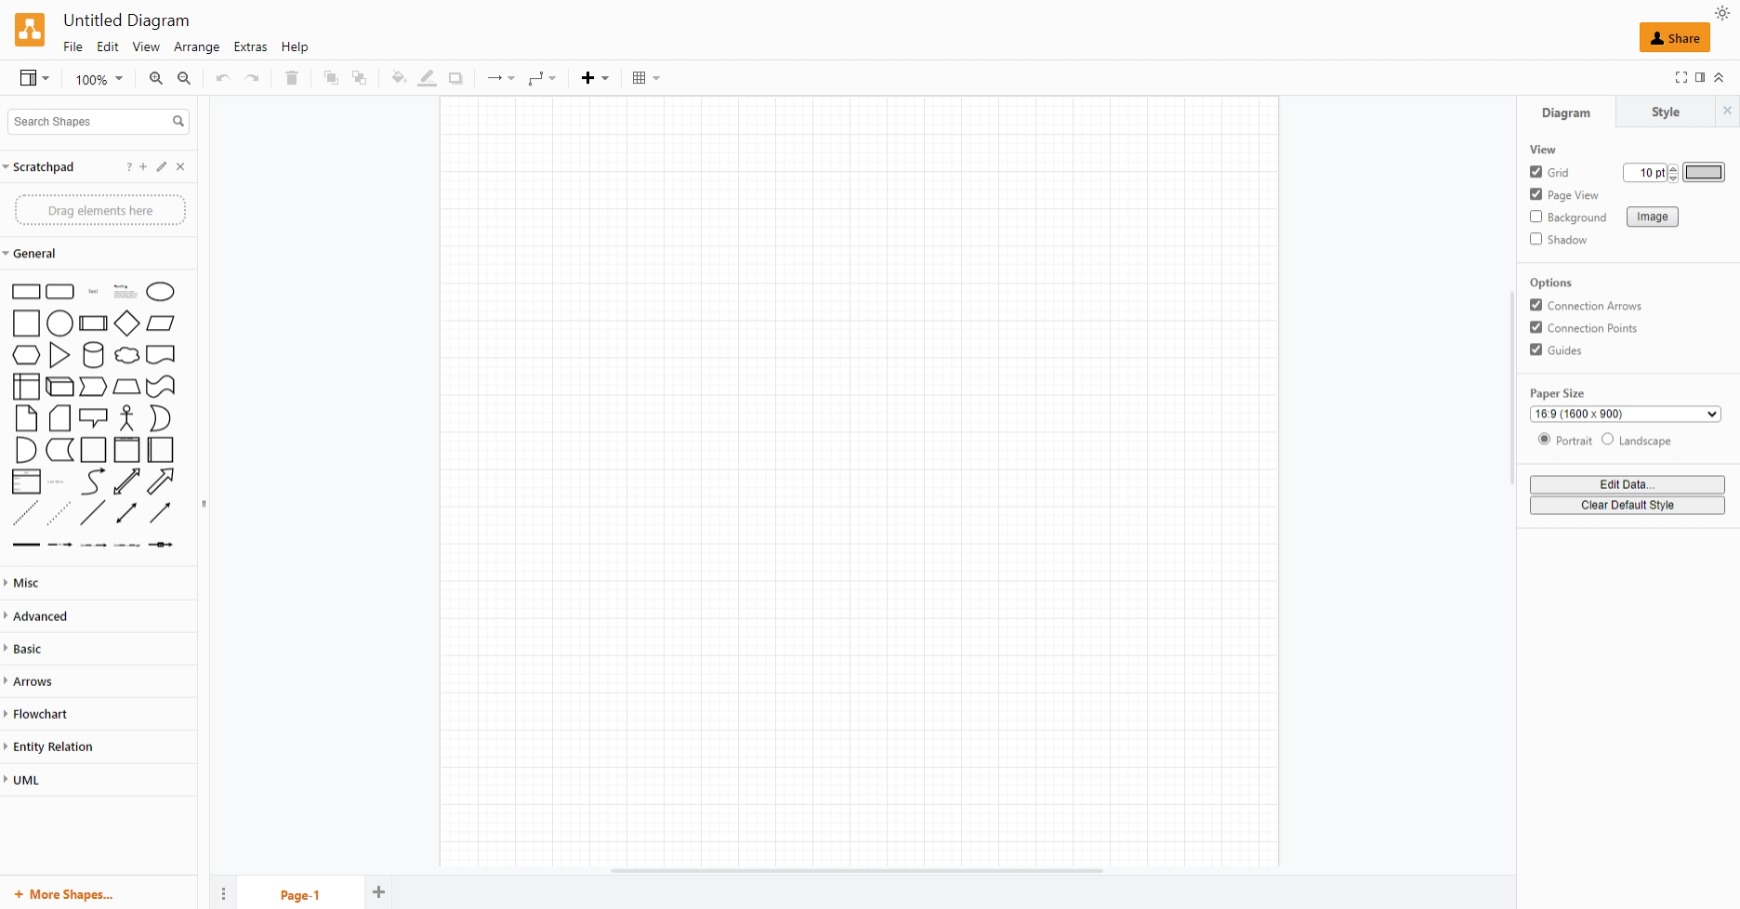 Untitled Diagram
File Edit View Arrange Extras Help
Share
100%
Search Shapes
Scratchpad
?
Drag elements here
General
Text
Heading
Misc
Advanced
Basic
Arrows
Flowchart
Entity Relation
UML
+ More Shapes...
Page-1
Diagram
Style
View
Grid
10 pt
Page View
Background
Image
Shadow
Options
Connection Arrows
Connection Points
Guides
Paper Size
16:9 (1600 x 900)
Portrait
Landscape
Edit Data...
Clear Default Style